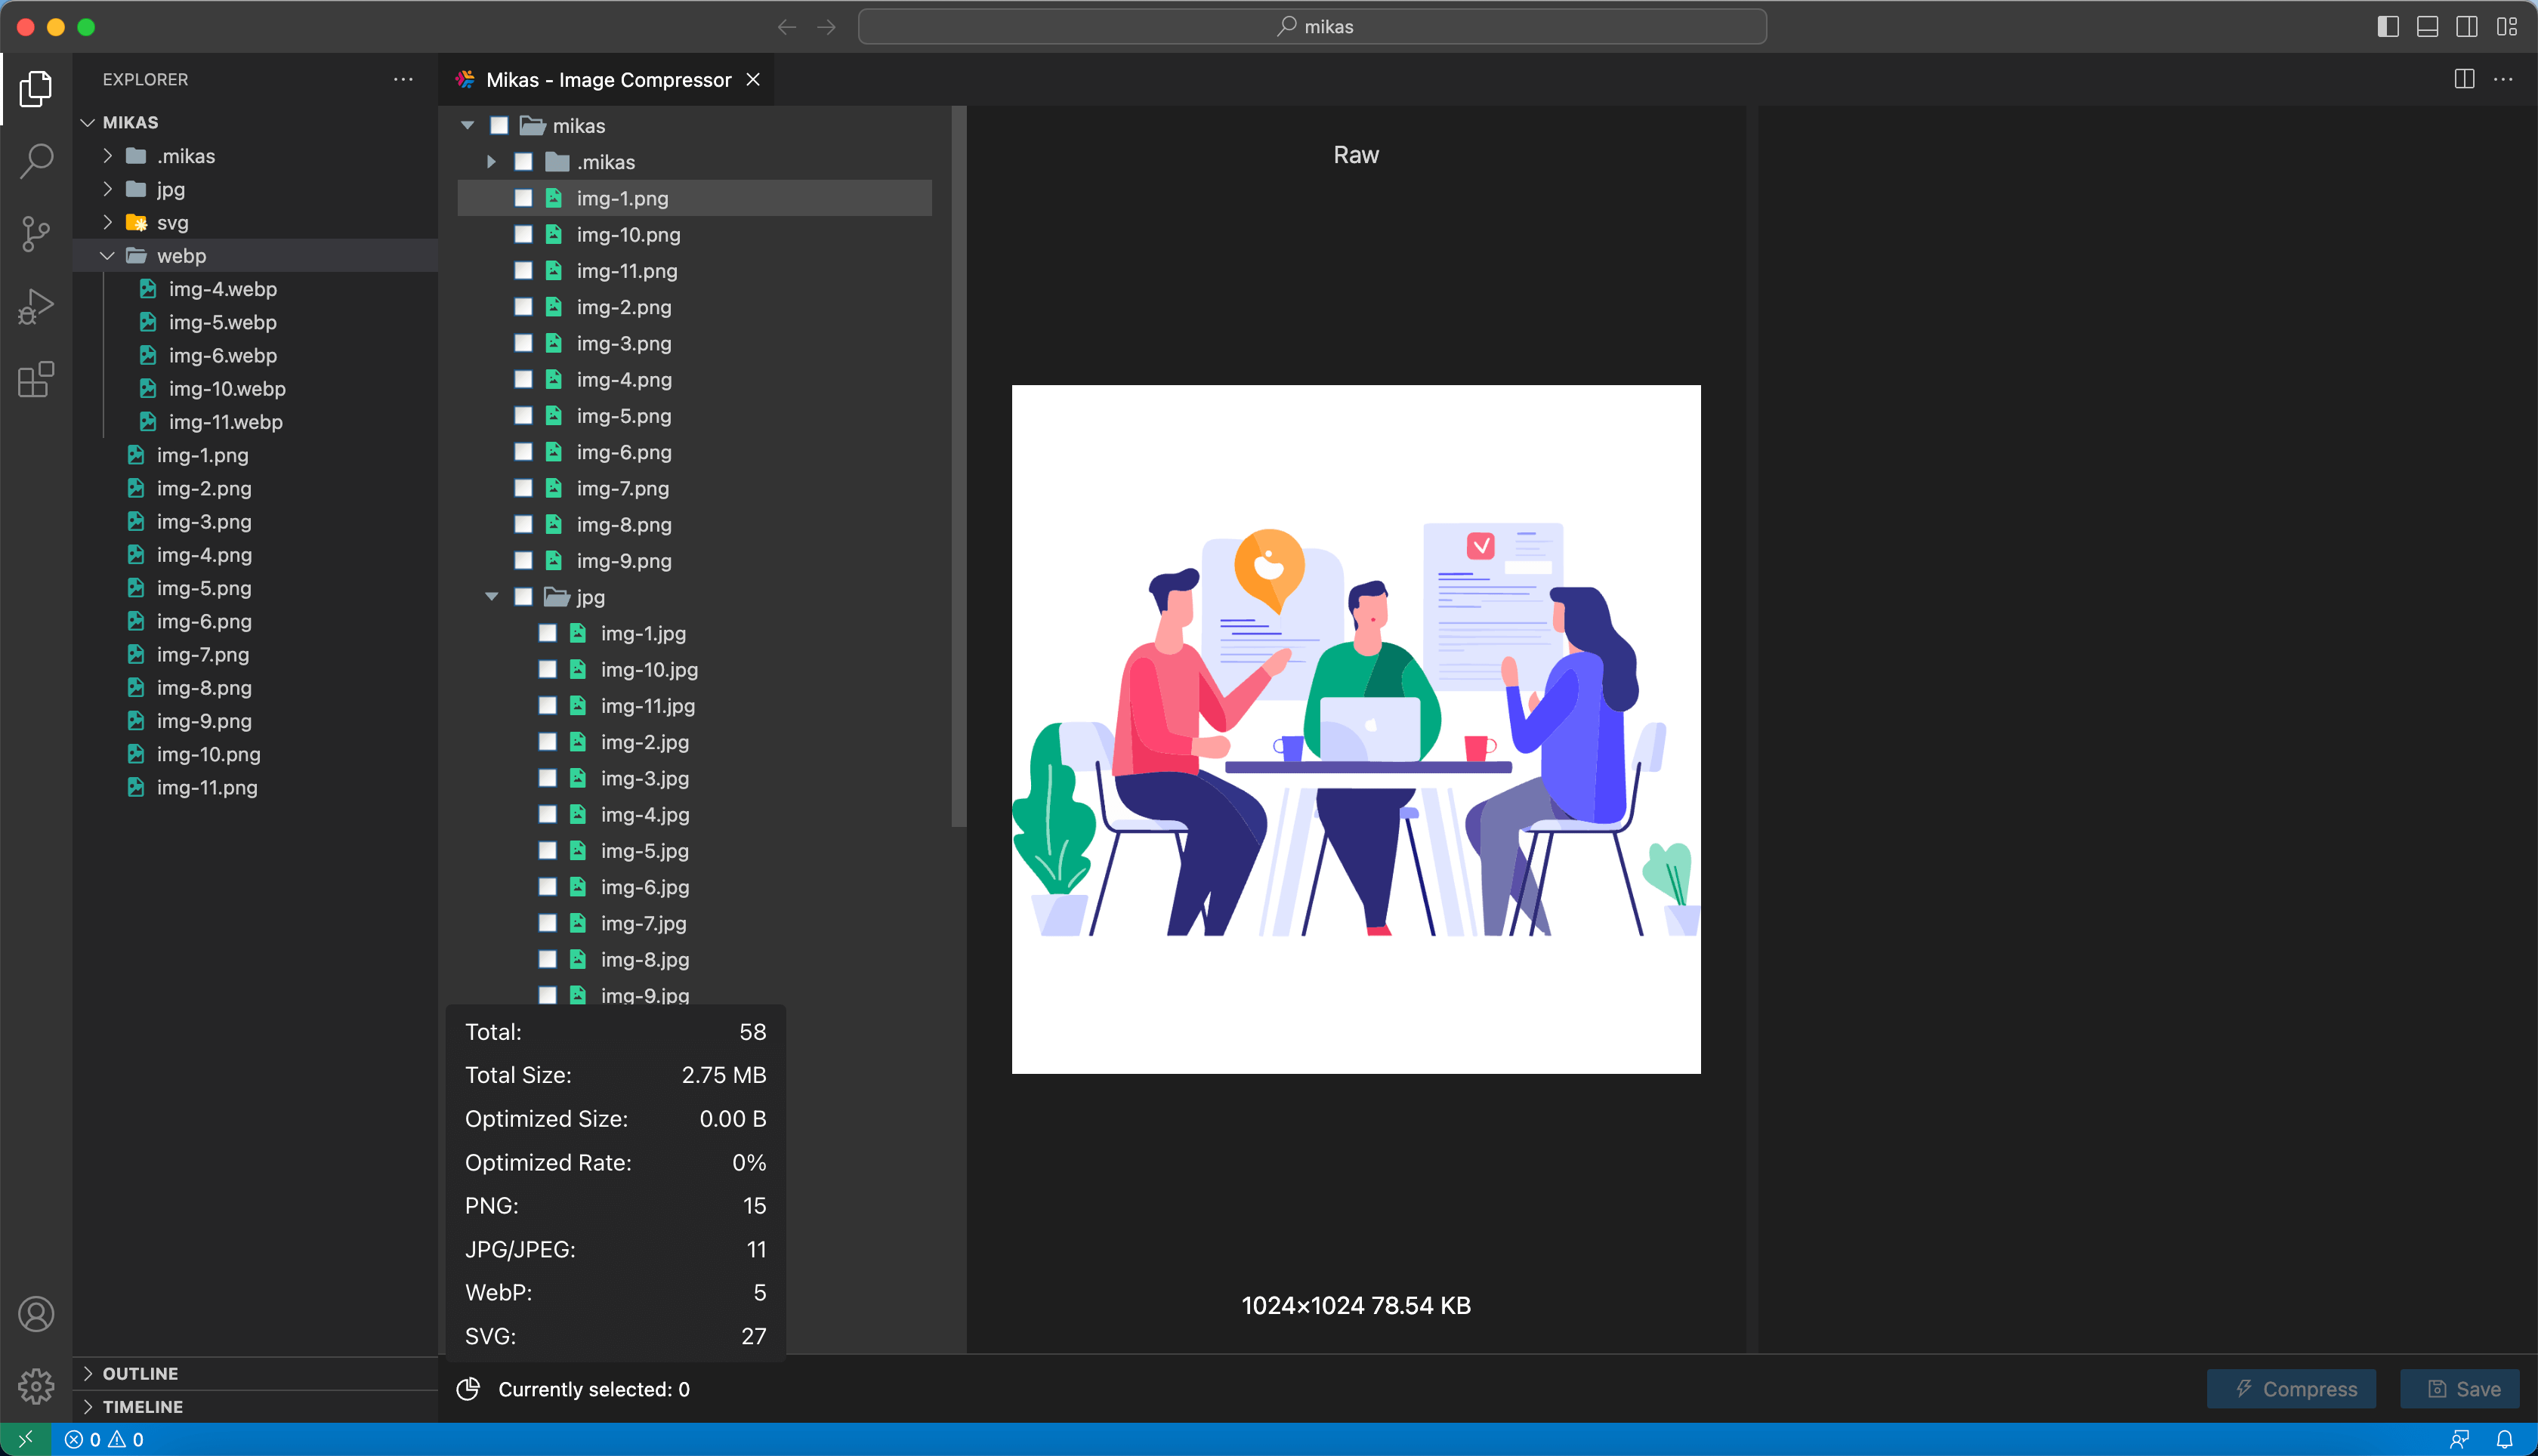 mikas
EXPLORER
MIKAS
.mikas
jpg
svg
webp
img-4.webp
img-5.webp
img-6.webp
img-10.webp
img-11.webp
img-1.png
img-2.png
img-3.png
img-4.png
img-5.png
img-6.png
img-7.png
img-8.png
img-9.png
img-10.png
img-11.png
OUTLINE
TIMELINE
Mikas - Image Compressor
mikas
.mikas
img-1.png
img-10.png
img-11.png
img-2.png
img-3.png
img-4.png
img-5.png
img-6.png
img-7.png
img-8.png
img-9.png
jpg
img-1.jpg
img-10.jpg
img-11.jpg
img-2.jpg
img-3.jpg
img-4.jpg
img-5.jpg
img-6.jpg
img-7.jpg
img-8.jpg
img-9.jpg
Total: 58
Total Size: 2.75 MB
Optimized Size: 0.00 B
Optimized Rate: 0%
PNG: 15
JPG/JPEG: 11
WebP: 5
SVG: 27
Currently selected: 0
Raw
1024×1024 78.54 KB
Compress
Save
0 0